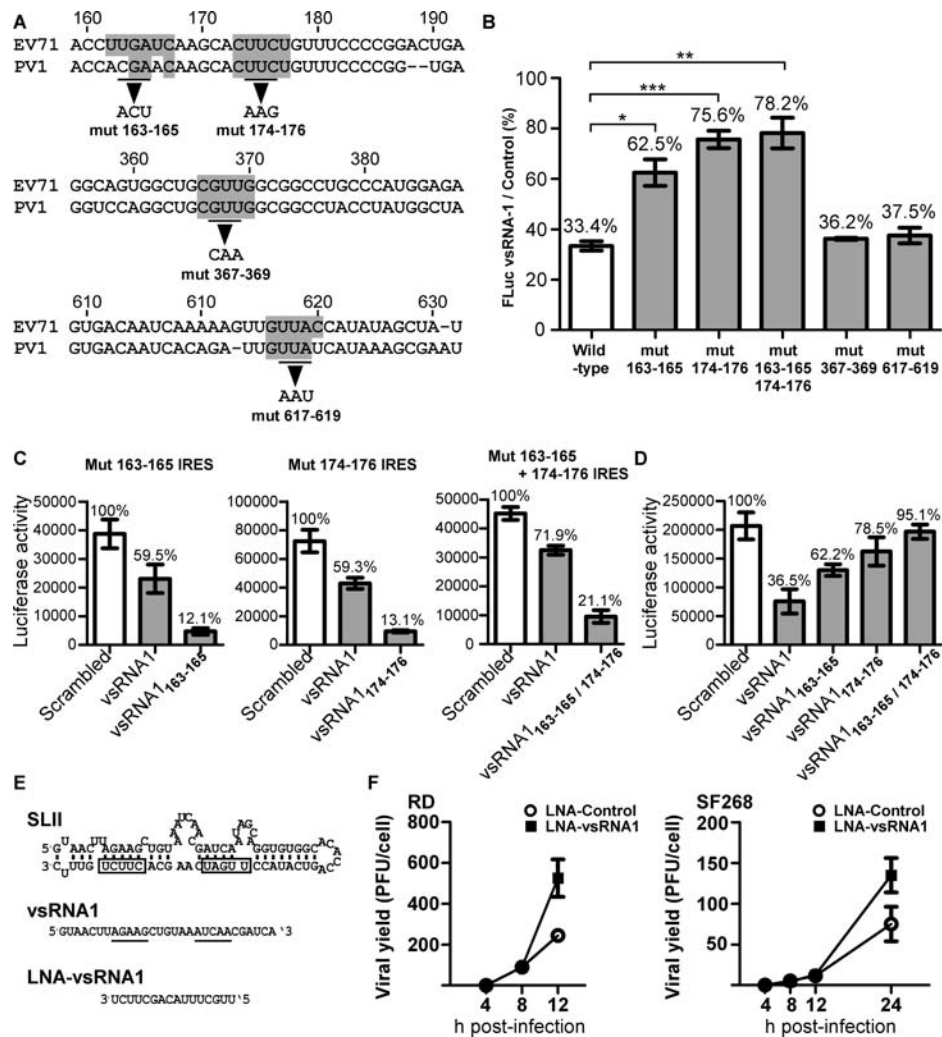 A
160 170 180 190
EV71 ACCUUGAUCAAGCACUUCUGUUUCCCCGGACUGA
PV1 ACCACGAACAAGCACUUCUGUUUCCCCGG--UGA
ACU AAG
mut 163-165 mut 174-176
360 370 380
EV71 GGCAGUGGCUGCGUUGGCGGCCUGCCCAUGGAGA
PV1 GGUCCAGGCUGCGUUGGCGGCCUACCUAUGGCUA
CAA
mut 367-369
610 610 620 630
EV71 GUGACAAUCAAAAAGUUGUUACCAUAUAGCUA-U
PV1 GUGACAAUCACAGA-UUGUUAUCAUAAAGCGAAU
AAU
mut 617-619
B
FLuc vsRNA-1 / Control (%)
100
80
60
40
20
0
**
***
*
33.4% 62.5% 75.6% 78.2% 36.2% 37.5%
Wild -type
mut 163-165
mut 174-176
mut 163-165 174-176
mut 367-369
mut 617-619
C
Mut 163-165 IRES
Luciferase activity
50000
40000
30000
20000
10000
0
100% 59.5% 12.1%
Scrambled
vsRNA1
vsRNA1163-165
Mut 174-176 IRES
100000
80000
60000
40000
20000
0
100% 59.3% 13.1%
Scrambled
vsRNA1
vsRNA1174-176
Mut 163-165
+ 174-176 IRES
50000
40000
30000
20000
10000
0
100% 71.9% 21.1%
Scrambled
vsRNA1
vsRNA1163-165 / 174-176
D
Luciferase activity
250000
200000
150000
100000
50000
0
100% 36.5% 62.2% 78.5% 95.1%
Scrambled
vsRNA1
vsRNA1163-165
vsRNA1174-176
vsRNA1163-165 / 174-176
E
SLII
vsRNA1
5'GUAACUUAGAAGCUGUAAAUCAACGAUCA '3
LNA-vsRNA1
3'UCUUCGACAUUUCGUU'5
F
RD
LNA-Control
LNA-vsRNA1
Viral yield (PFU/cell)
800
600
400
200
4 8 12
h post-infection
SF268
LNA-Control
LNA-vsRNA1
Viral yield (PFU/cell)
200
150
100
50
0
4 8 12 24
h post-infection